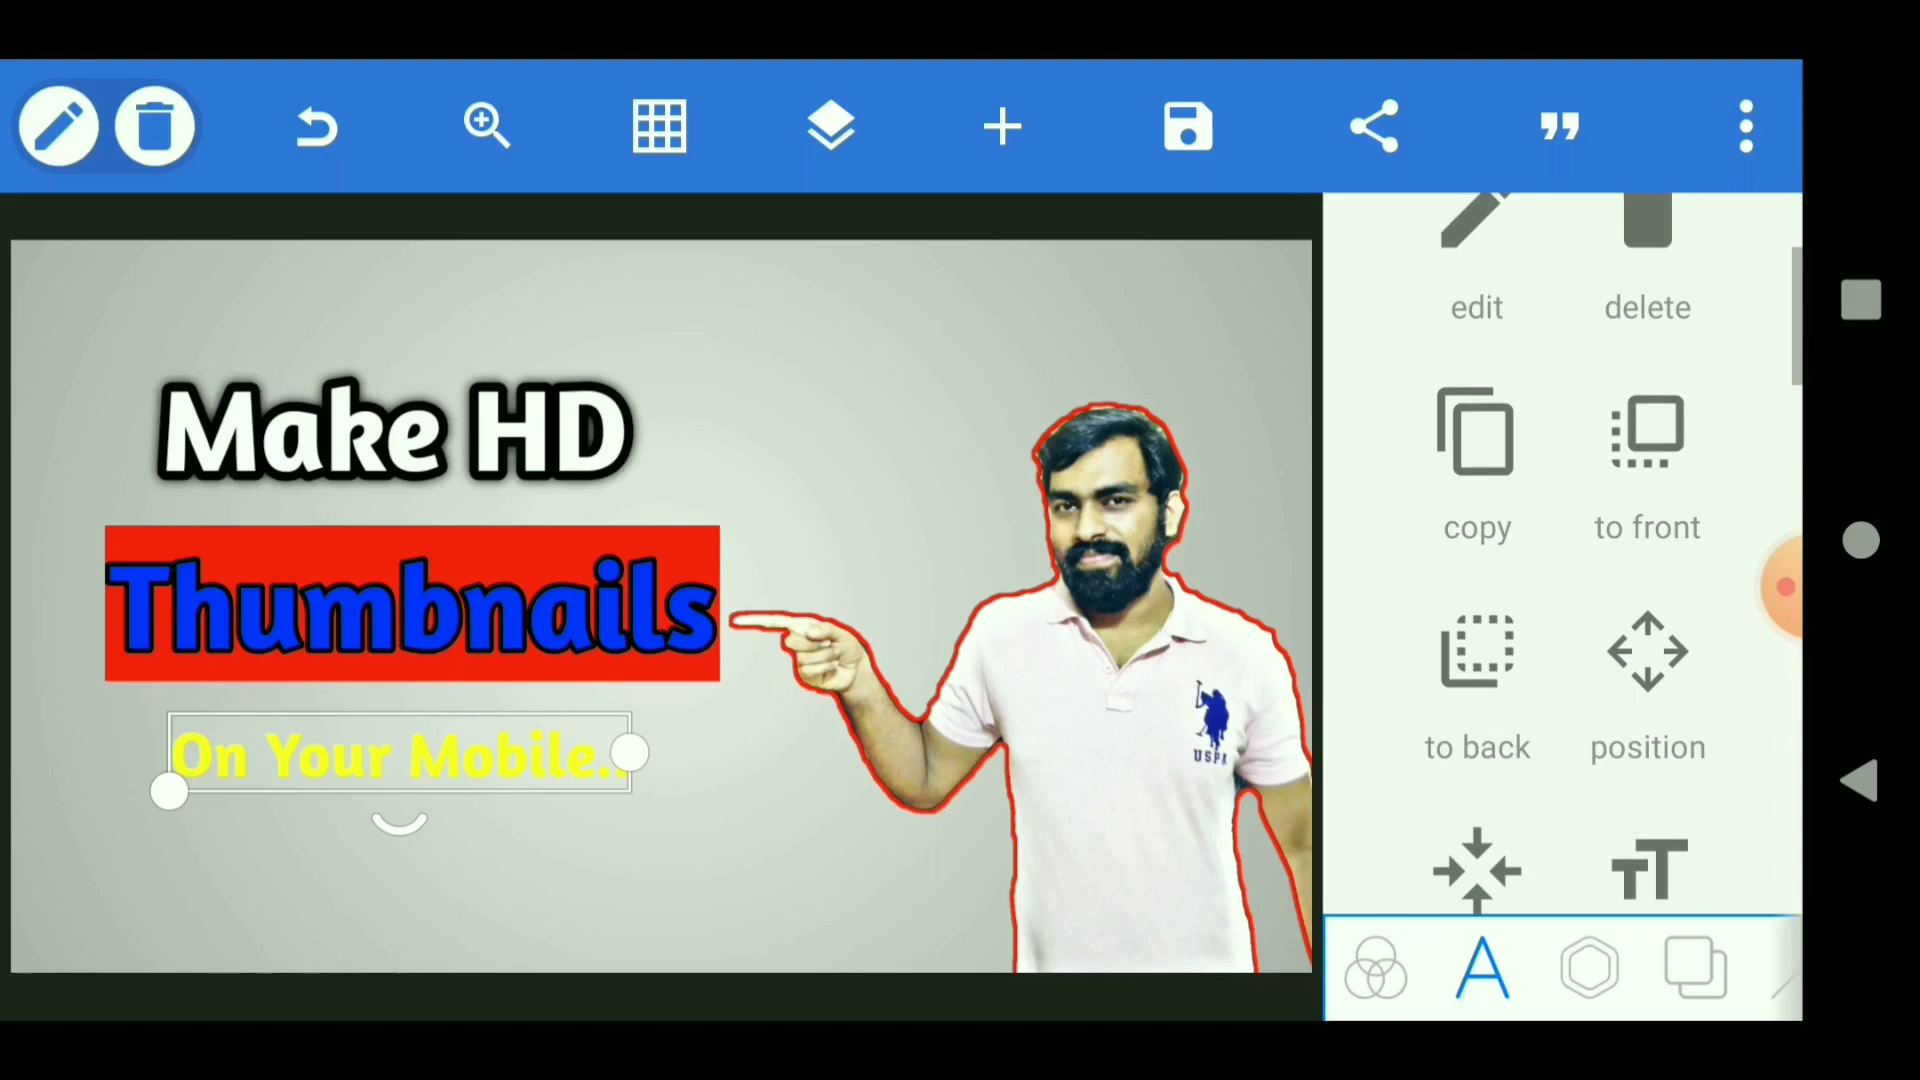 edit
delete
Make HD
copy
to front
Thumbnails
On Your Mobile..
USPA
to back
position